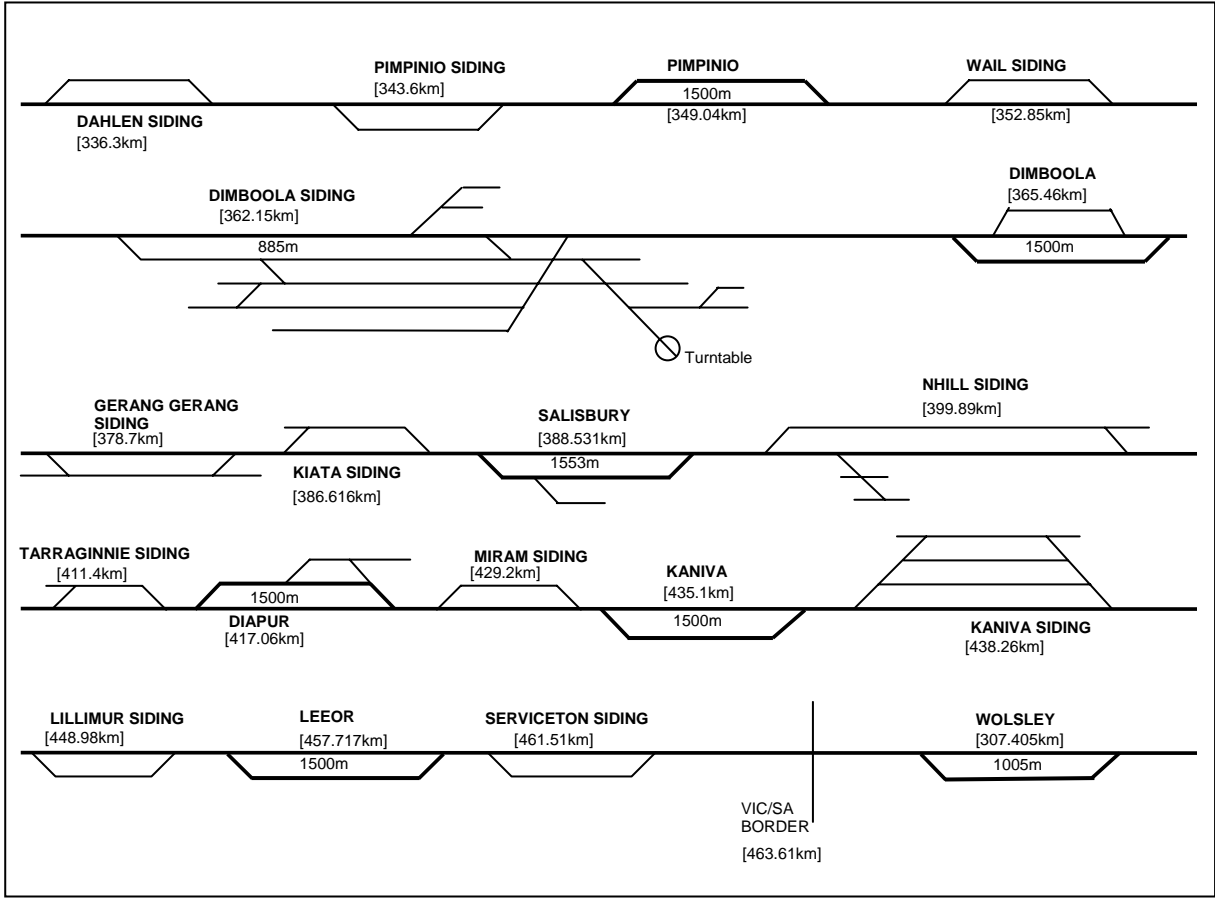 PIMPINIO SIDING
[343.6km]
PIMPINIO
1500m
[349.04km]
WAIL SIDING
[352.85km]
DAHLEN SIDING
[336.3km]
DIMBOOLA SIDING
[362.15km]
885m
DIMBOOLA
[365.46km]
1500m
Turntable
GERANG GERANG
SIDING
[378.7km]
KIATA SIDING
[386.616km]
SALISBURY
[388.531km]
1553m
NHILL SIDING
[399.89km]
TARRAGINNIE SIDING
[411.4km]
1500m
DIAPUR
[417.06km]
MIRAM SIDING
[429.2km]
KANIVA
[435.1km]
1500m
KANIVA SIDING
[438.26km]
LILLIMUR SIDING
[448.98km]
LEEOR
[457.717km]
1500m
SERVICETON SIDING
[461.51km]
VIC/SA
BORDER
[463.61km]
WOLSLEY
[307.405km]
1005m